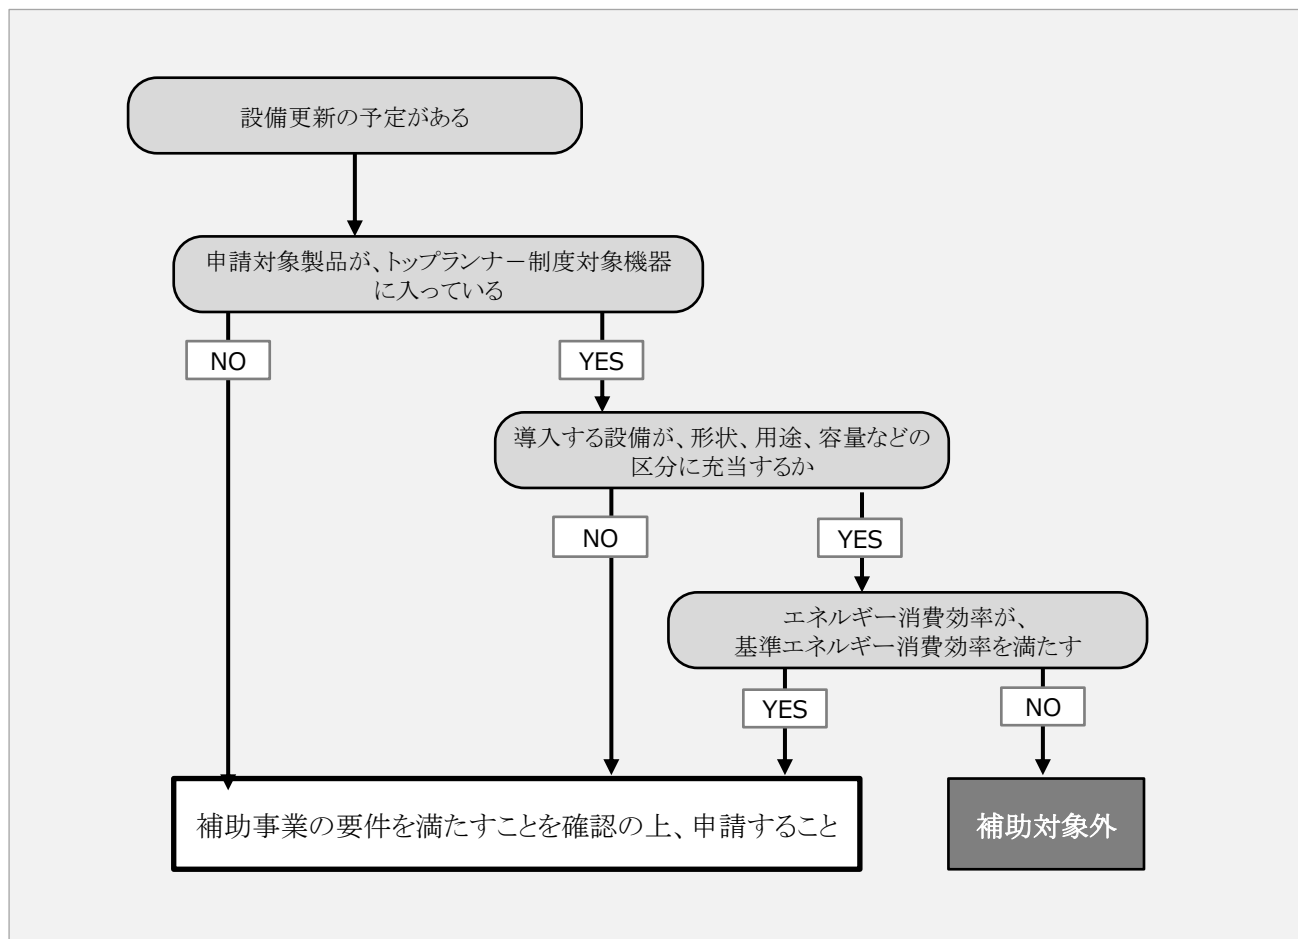 設備更新の予定がある
申請対象製品が、トップランナー制度対象機器
に入っている
NO
YES
導入する設備が、形状、用途、容量などの
区分に充当するか
NO
YES
エネルギー消費効率が、
基準エネルギー消費効率を満たす
YES
NO
補助事業の要件を満たすことを確認の上、申請すること
補助対象外